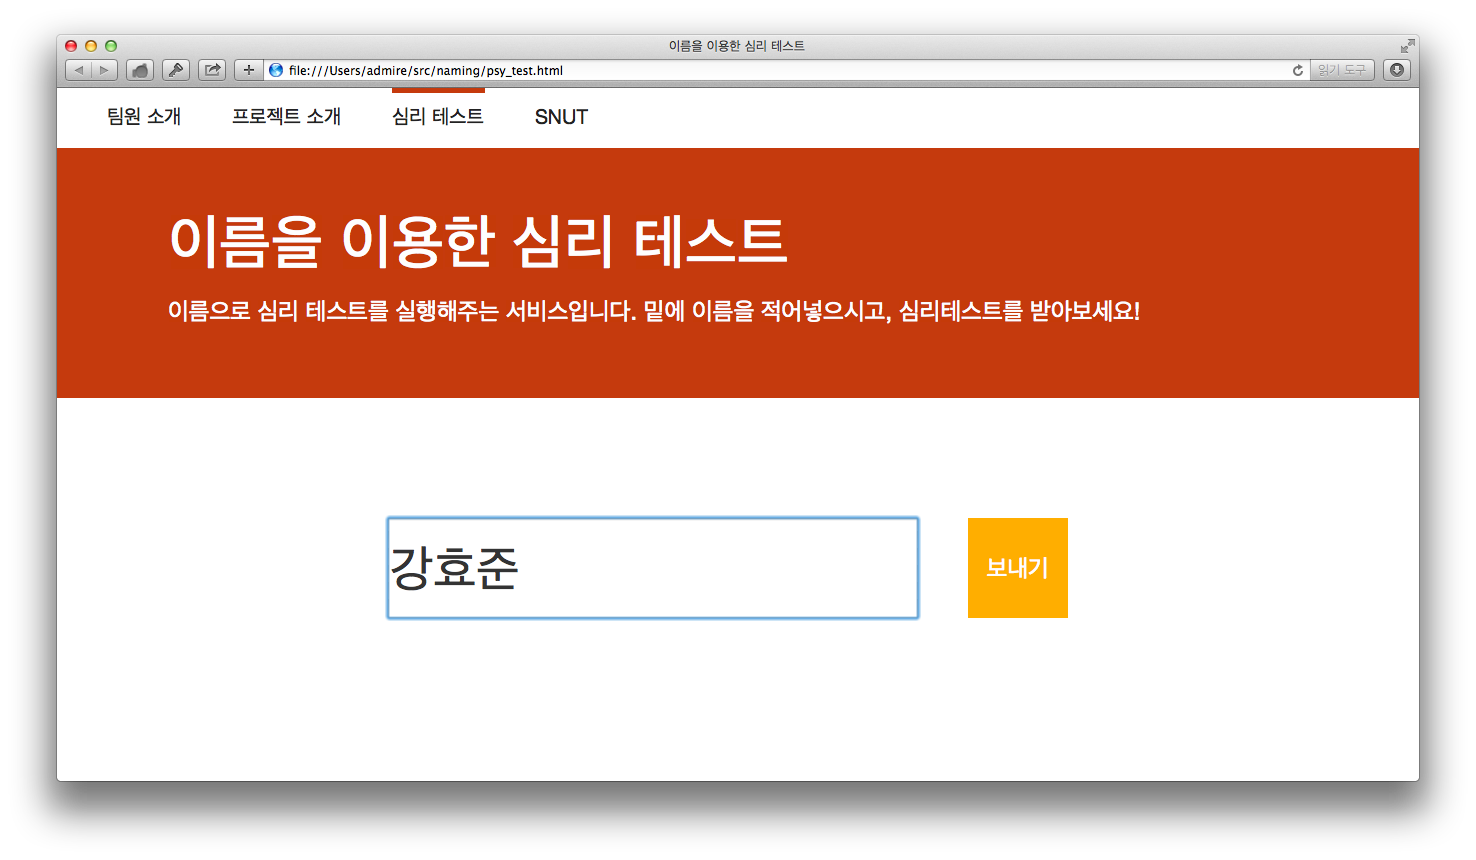 이름을 이용한 심리 테스트
file:///Users/admire/src/naming/psy_test.html
읽기 도구
팀원 소개
프로젝트 소개
심리 테스트
SNUT
이름을 이용한 심리 테스트
이름으로 심리 테스트를 실행해주는 서비스입니다. 밑에 이름을 적어넣으시고, 심리테스트를 받아보세요!
강효준
보내기